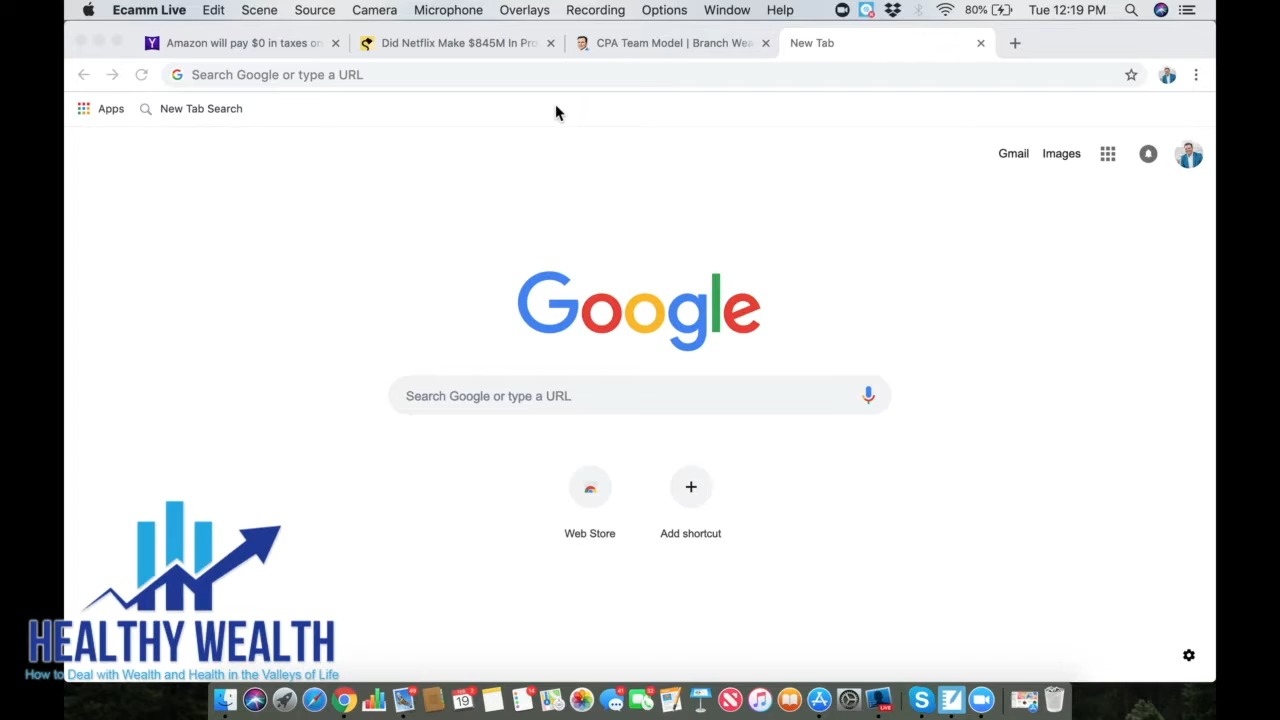 Ecamm Live Edit Scene Source Camera Microphone Overlays Recording Options Window Help 80% Tue 12:19 PM
Amazon will pay $0 in taxes on Did Netflix Make $845M In Pro CPA Team Model | Branch Wea New Tab
Search Google or type a URL
Apps New Tab Search
Gmail Images
Google
Search Google or type a URL
Web Store Add shortcut
HEALTHY WEALTH
How to Deal with Wealth and Health in the Valleys of Life